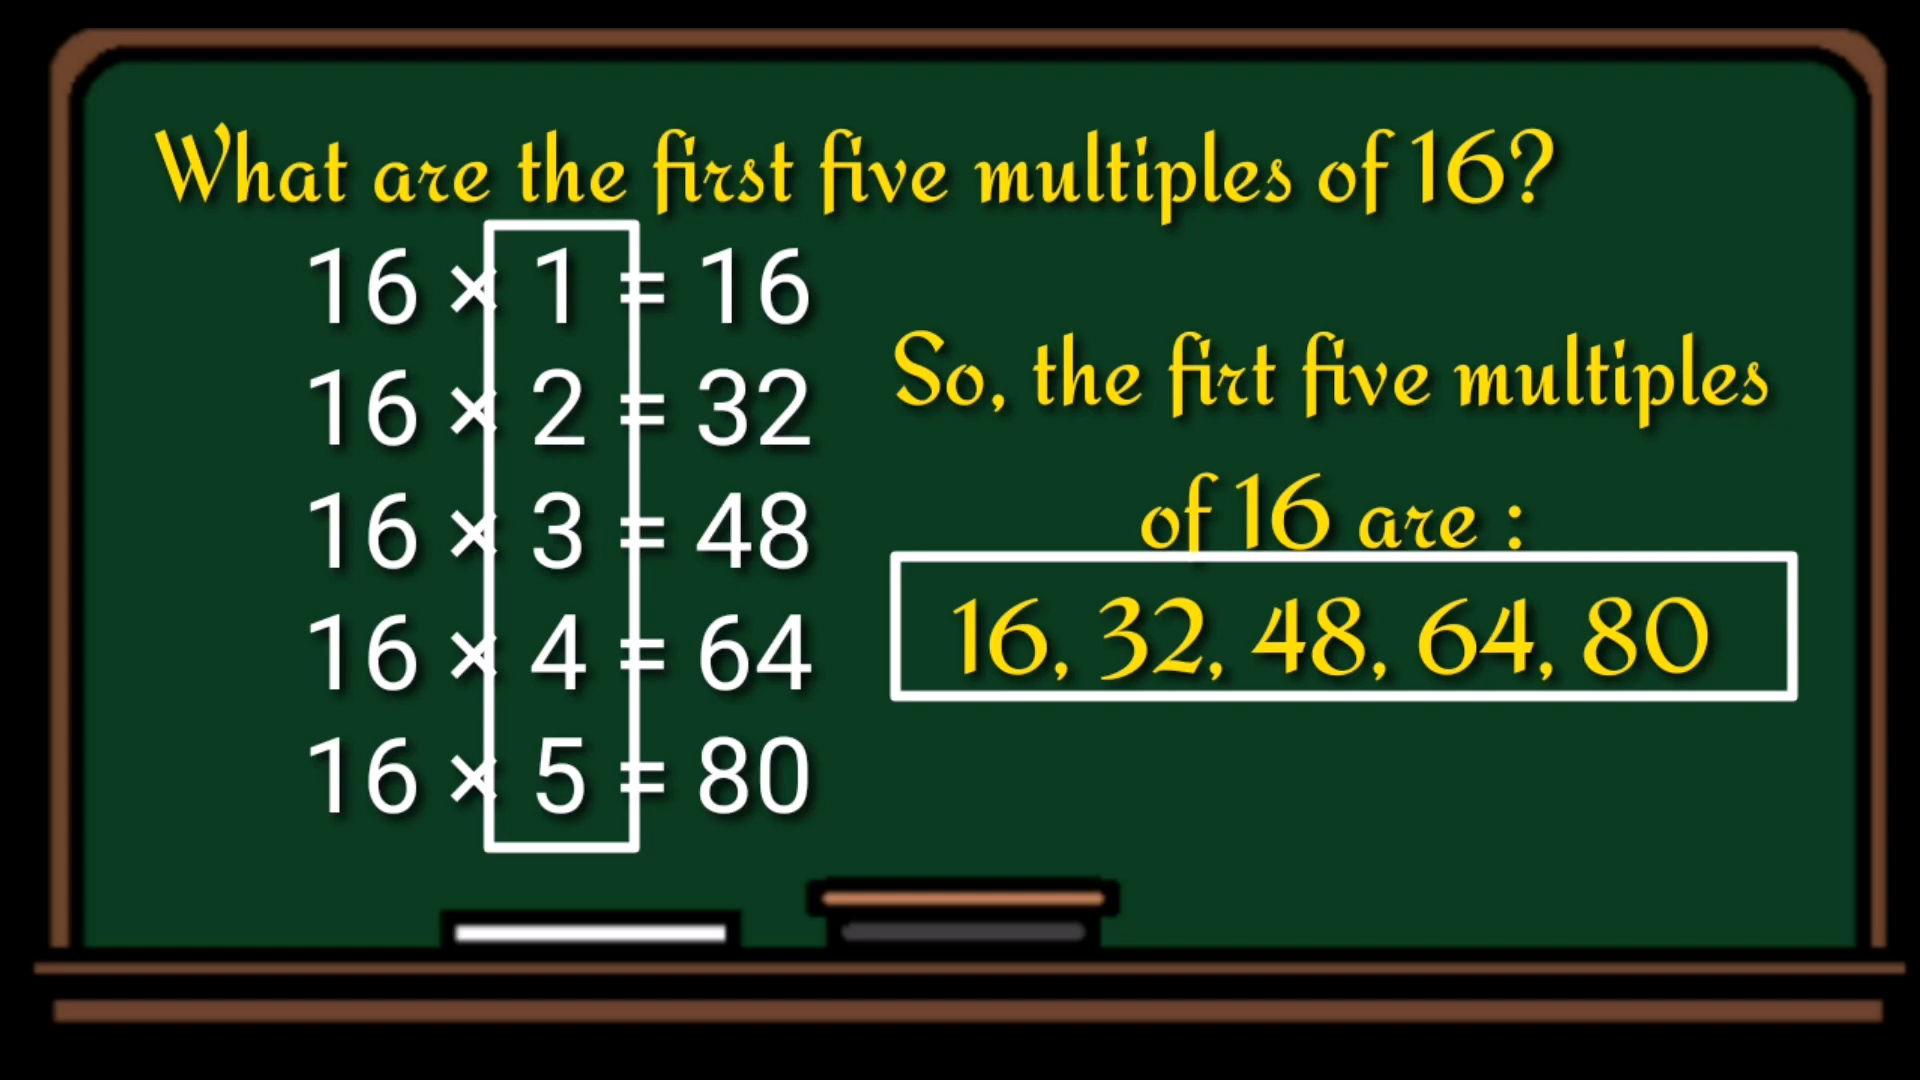 What are the first five multiples of 16?
16 × 1 = 16
16 × 2 = 32
16 × 3 = 48
16 × 4 = 64
16 × 5 = 80
So, the firt five multiples
of 16 are :
16, 32, 48, 64, 80